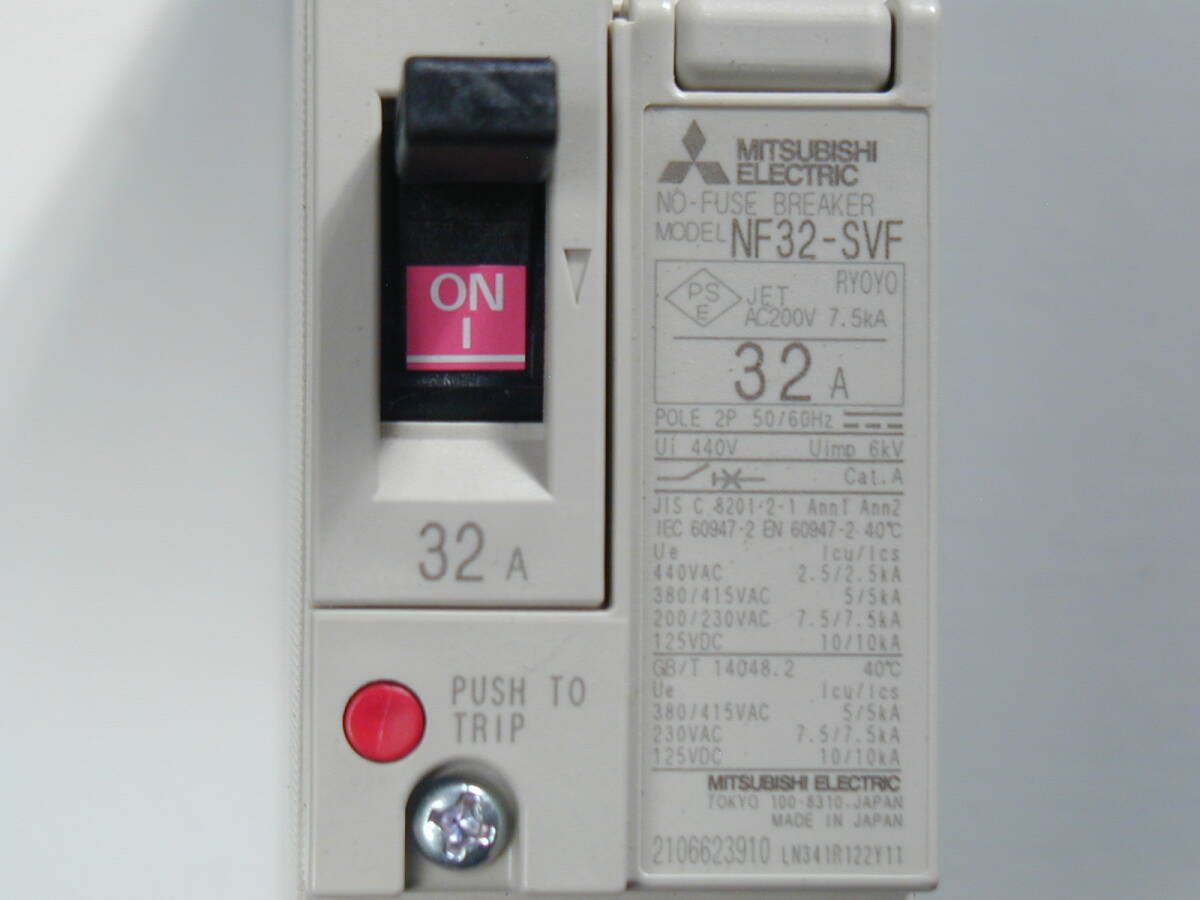 ON
I
32 A
PUSH TO
TRIP
MITSUBISHI
ELECTRIC
NO-FUSE BREAKER
MODEL NF32-SVF
RYOYO
PS
E
JET
AC200V 7.5kA
32 A
POLE 2P 50/60Hz
Ui 440V Uimp 6kV
Cat.A
JIS C 8201-2-1 Ann1 Ann2
IEC 60947-2 EN 60947-2 40℃
Ue Icu/Ics
440VAC 2.5/2.5kA
380/415VAC 5/5kA
200/230VAC 7.5/7.5kA
125VDC 10/10kA
GB/T 14048.2 40℃
Ue Icu/Ics
380/415VAC 5/5kA
230VAC 7.5/7.5kA
125VDC 10/10kA
MITSUBISHI ELECTRIC
TOKYO 100-8310.JAPAN
MADE IN JAPAN
2106623910 LN341R122Y11